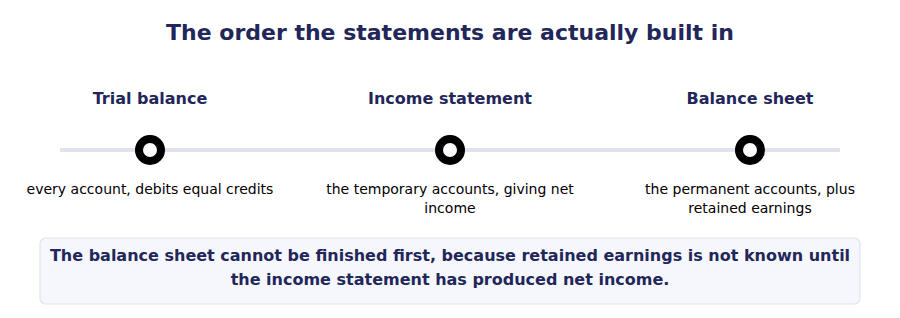 The order the statements are actually built in
Trial balance
Income statement
Balance sheet
every account, debits equal credits
the temporary accounts, giving net
income
the permanent accounts, plus
retained earnings
The balance sheet cannot be finished first, because retained earnings is not known until
the income statement has produced net income.